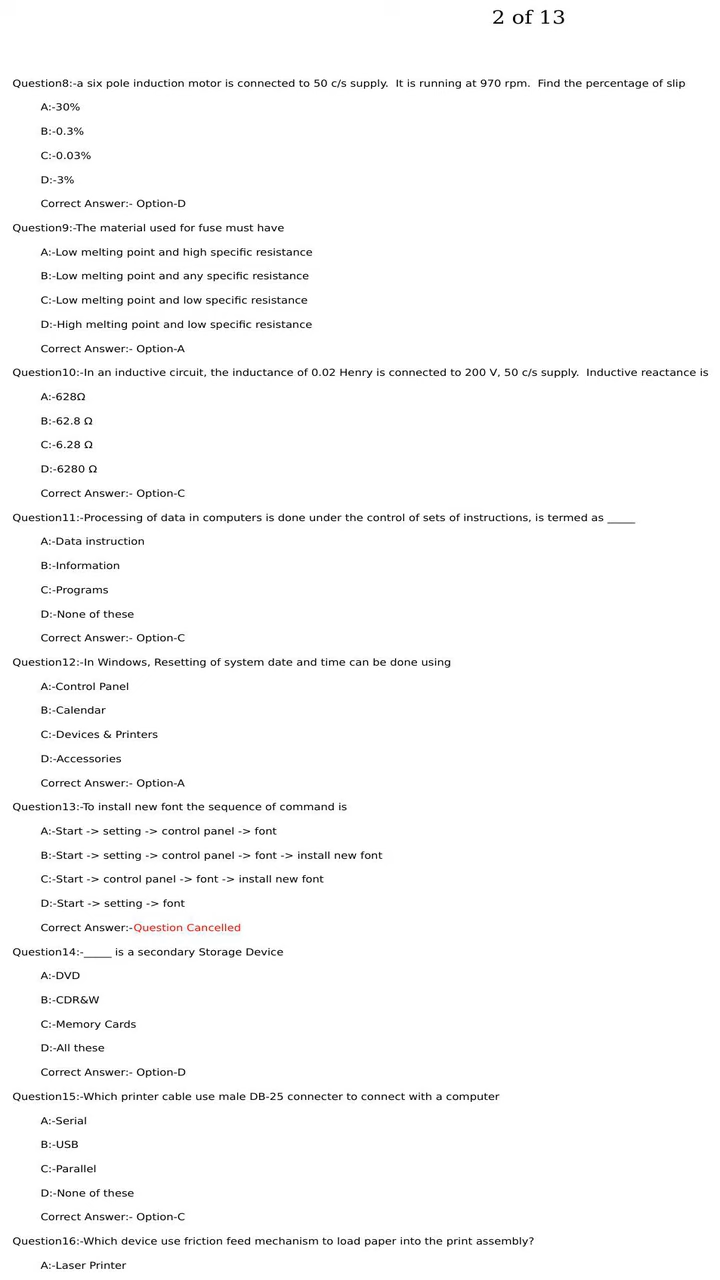 2 of 13
Question8:-a six pole induction motor is connected to 50 c/s supply.  It is running at 970 rpm.  Find the percentage of slip
A:-30%
B:-0.3%
C:-0.03%
D:-3%
Correct Answer:- Option-D
Question9:-The material used for fuse must have
A:-Low melting point and high specific resistance
B:-Low melting point and any specific resistance
C:-Low melting point and low specific resistance
D:-High melting point and low specific resistance
Correct Answer:- Option-A
Question10:-In an inductive circuit, the inductance of 0.02 Henry is connected to 200 V, 50 c/s supply.  Inductive reactance is
A:-628Ω
B:-62.8 Ω
C:-6.28 Ω
D:-6280 Ω
Correct Answer:- Option-C
Question11:-Processing of data in computers is done under the control of sets of instructions, is termed as _____
A:-Data instruction
B:-Information
C:-Programs
D:-None of these
Correct Answer:- Option-C
Question12:-In Windows, Resetting of system date and time can be done using
A:-Control Panel
B:-Calendar
C:-Devices & Printers
D:-Accessories
Correct Answer:- Option-A
Question13:-To install new font the sequence of command is
A:-Start -> setting -> control panel -> font
B:-Start -> setting -> control panel -> font -> install new font
C:-Start -> control panel -> font -> install new font
D:-Start -> setting -> font
Correct Answer:-Question Cancelled
Question14:-_____ is a secondary Storage Device
A:-DVD
B:-CDR&W
C:-Memory Cards
D:-All these
Correct Answer:- Option-D
Question15:-Which printer cable use male DB-25 connecter to connect with a computer
A:-Serial
B:-USB
C:-Parallel
D:-None of these
Correct Answer:- Option-C
Question16:-Which device use friction feed mechanism to load paper into the print assembly?
A:-Laser Printer